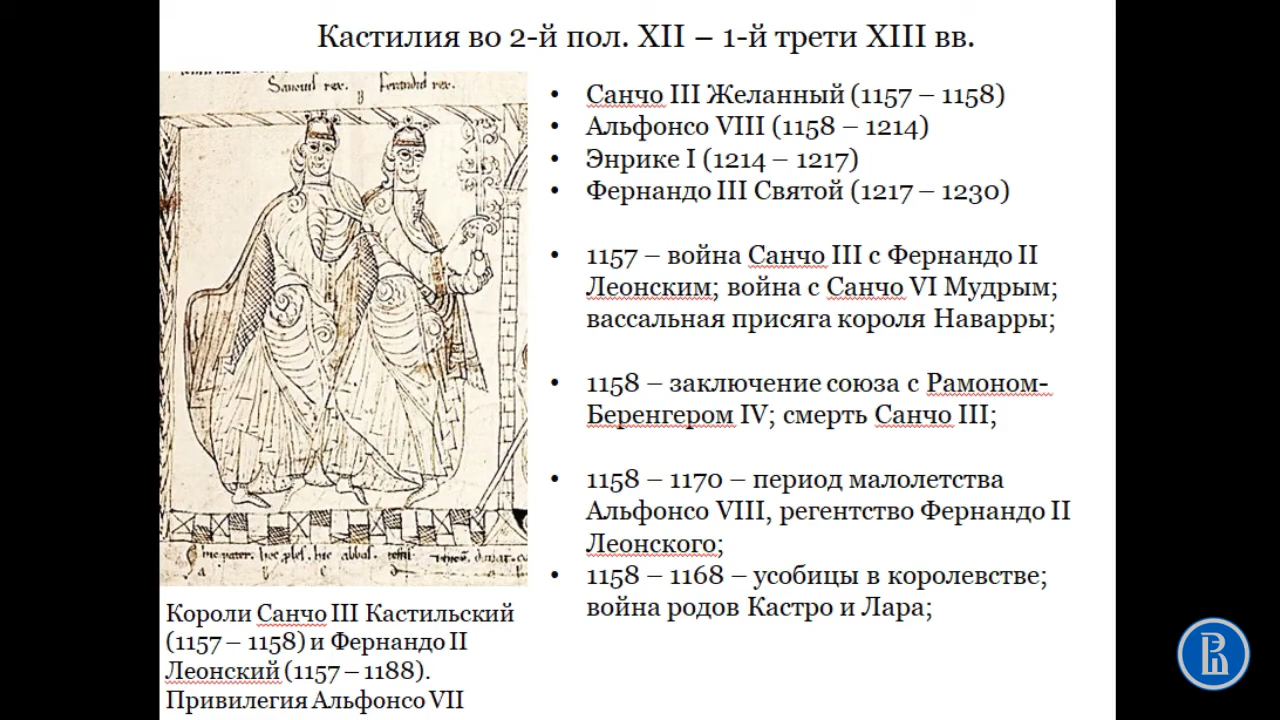 Кастилия во 2-й пол. XII – 1-й трети XIII вв.
Sanciuſ rex. fernandus rex.
• Санчо III Желанный (1157 – 1158)
• Альфонсо VIII (1158 – 1214)
• Энрике I (1214 – 1217)
• Фернандо III Святой (1217 – 1230)
• 1157 – война Санчо III с Фернандо II
Леонским; война с Санчо VI Мудрым;
вассальная присяга короля Наварры;
• 1158 – заключение союза с Рамоном-
Беренгером IV; смерть Санчо III;
• 1158 – 1170 – период малолетства
Альфонсо VIII, регентство Фернандо II
Леонского;
• 1158 – 1168 – усобицы в королевстве;
война родов Кастро и Лара;
Короли Санчо III Кастильский
(1157 – 1158) и Фернандо II
Леонский (1157 – 1188).
Привилегия Альфонсо VII